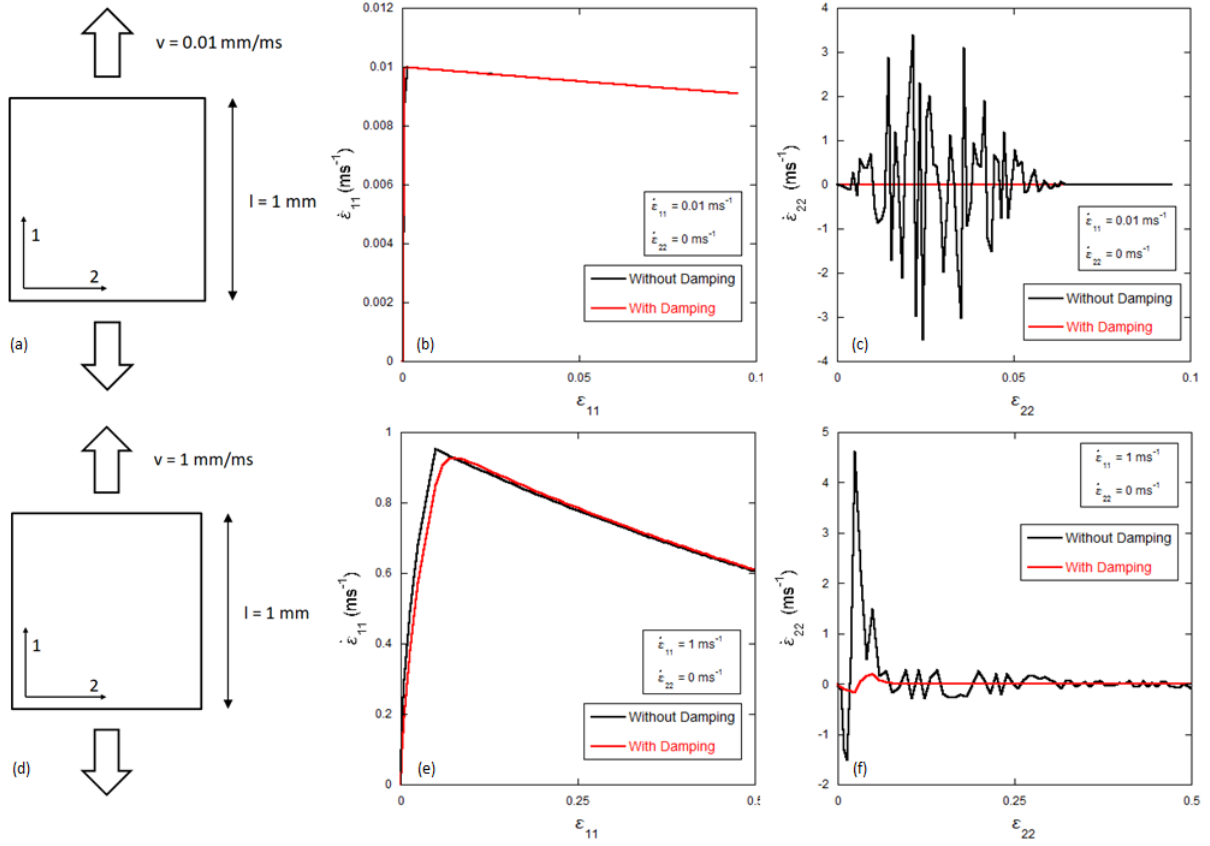 v = 0.01 mm/ms
l = 1 mm
1
2
(a)
0.012
0.01
0.008
0.006
0.004
0.002
0
ε̇11 (ms-1)
ε̇11 = 0.01 ms-1
ε̇22 = 0 ms-1
Without Damping
With Damping
(b)
0
0.05
0.1
ε11
4
3
2
1
0
-1
-2
-3
-4
ε̇22 (ms-1)
ε̇11 = 0.01 ms-1
ε̇22 = 0 ms-1
Without Damping
With Damping
(c)
0
0.05
0.1
ε22
v = 1 mm/ms
l = 1 mm
1
2
(d)
1
0.8
0.6
0.4
0.2
0
ε̇11 (ms-1)
ε̇11 = 1 ms-1
ε̇22 = 0 ms-1
Without Damping
With Damping
(e)
0
0.25
0.5
ε11
5
4
3
2
1
0
-1
-2
ε̇22 (ms-1)
ε̇11 = 1 ms-1
ε̇22 = 0 ms-1
Without Damping
With Damping
(f)
0
0.25
0.5
ε22